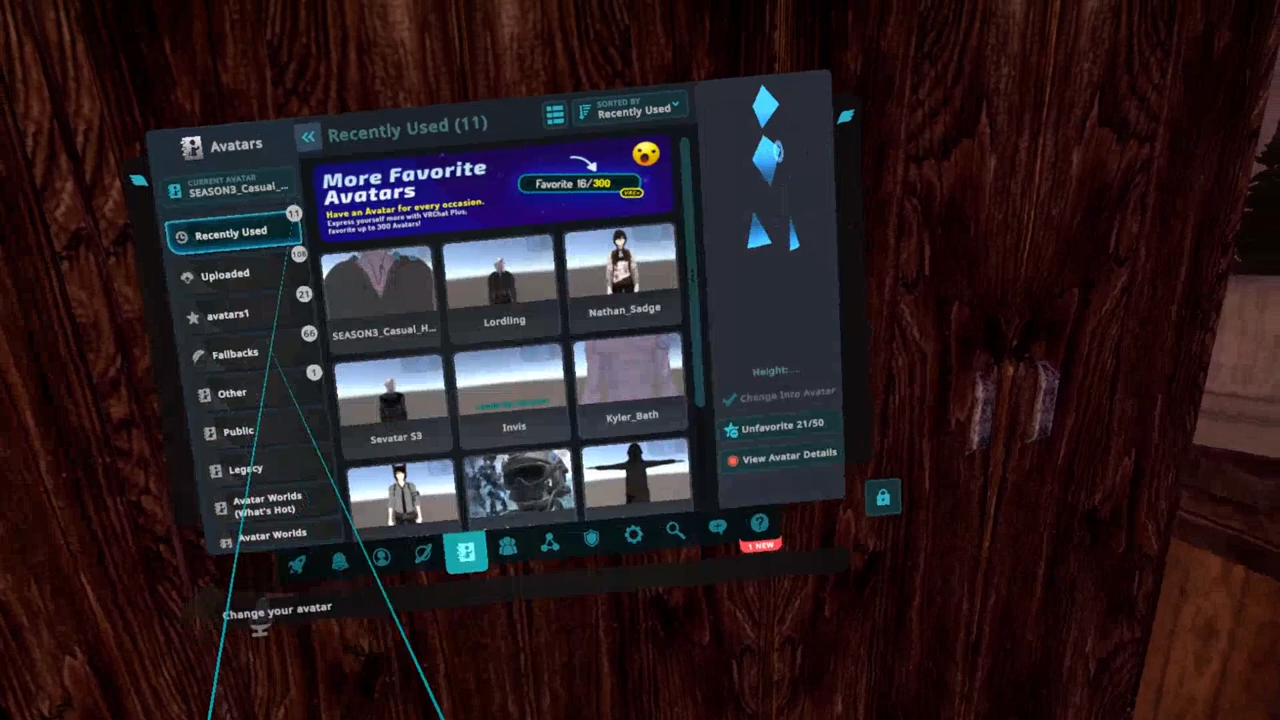 Avatars
CURRENT AVATAR
SEASON3_Casual_...
Recently Used
11
Uploaded
108
avatars1
21
Fallbacks
66
Other
1
Public
Legacy
Avatar Worlds
(What's Hot)
Avatar Worlds
Recently Used (11)
SORTED BY
Recently Used
More Favorite
Avatars
Have an Avatar for every occasion.
Express yourself more with VRChat Plus,
favorite up to 300 Avatars!
Favorite 16/300
VRC+
SEASON3_Casual_H...
Lordling
Nathan_Sadge
Sevatar S3
Invis
Kyler_Bath
Height:...
Change Into Avatar
Unfavorite 21/50
View Avatar Details
1 NEW
Change your avatar